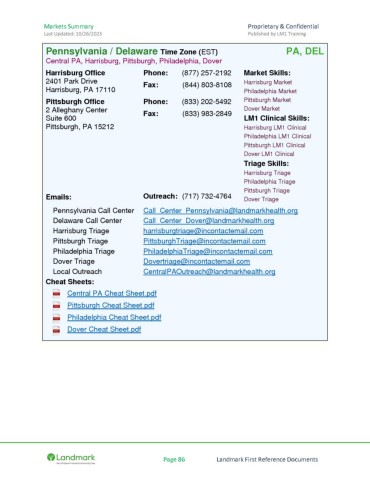 Markets Summary Proprietary & Confidential
Last Updated: 10/28/2023 Published by LM1 Training
Pennsylvania / Delaware Time Zone (EST) PA, DEL
Central PA, Harrisburg, Pittsburgh, Philadelphia, Dover
Harrisburg Office Phone: (877) 257-2192 Market Skills:
2401 Park Drive Fax: (844) 803-8108 Harrisburg Market
Harrisburg, PA 17110 Philadelphia Market
Pittsburgh Office Phone: (833) 202-5492 Pittsburgh Market
2 Alleghany Center Fax: (833) 983-2849 Dover Market
Suite 600 LM1 Clinical Skills:
Pittsburgh, PA 15212 Harrisburg LM1 Clinical
Philadelphia LM1 Clinical
Pittsburgh LM1 Clinical
Dover LM1 Clinical
Triage Skills:
Harrisburg Triage
Philadelphia Triage
Pittsburgh Triage
Emails: Outreach: (717) 732-4764 Dover Triage
Pennsylvania Call Center Call_Center_Pennsylvania@landmarkhealth.org
Delaware Call Center Call_Center_Dover@landmarkhealth.org
Harrisburg Triage harrisburgtriage@incontactemail.com
Pittsburgh Triage PittsburghTriage@incontactemail.com
Philadelphia Triage PhiladelphiaTriage@incontactemail.com
Dover Triage Dovertriage@incontactemail.com
Local Outreach CentralPAOutreach@landmarkhealth.org
Cheat Sheets:
Central PA Cheat Sheet.pdf
Pittsburgh Cheat Sheet.pdf
Philadelphia Cheat Sheet.pdf
Dover Cheat Sheet.pdf
Landmark Page 86 Landmark First Reference Documents